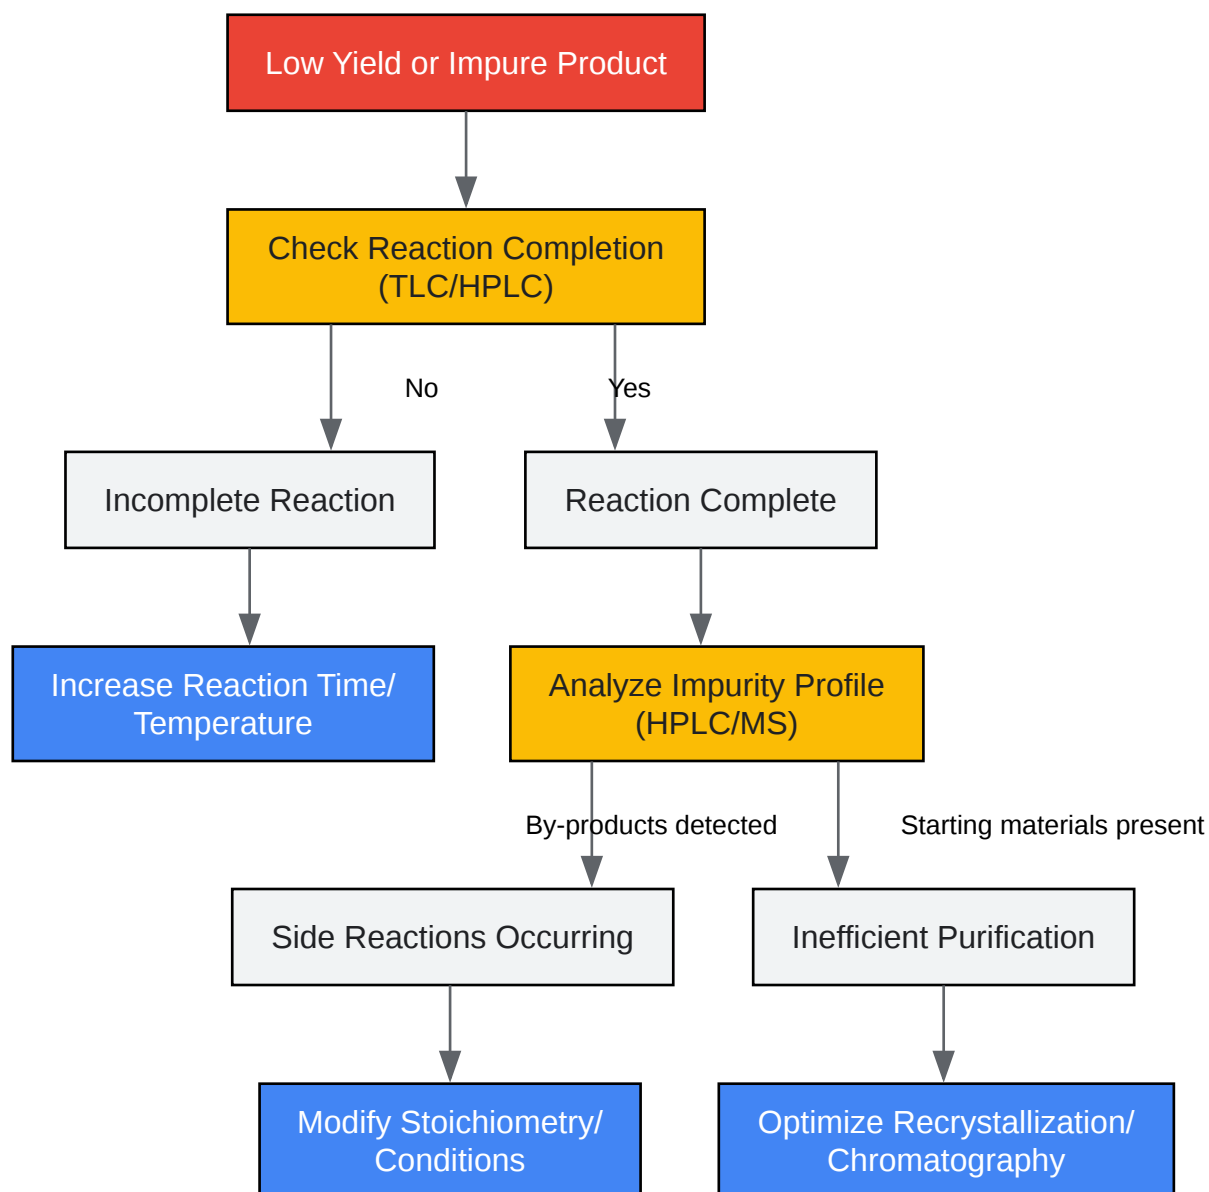 Low Yield or Impure Product
Check Reaction Completion
(TLC/HPLC)
No
Yes
Incomplete Reaction
Reaction Complete
Increase Reaction Time/
Temperature
Analyze Impurity Profile
(HPLC/MS)
By-products detected
Starting materials present
Side Reactions Occurring
Inefficient Purification
Modify Stoichiometry/
Conditions
Optimize Recrystallization/
Chromatography